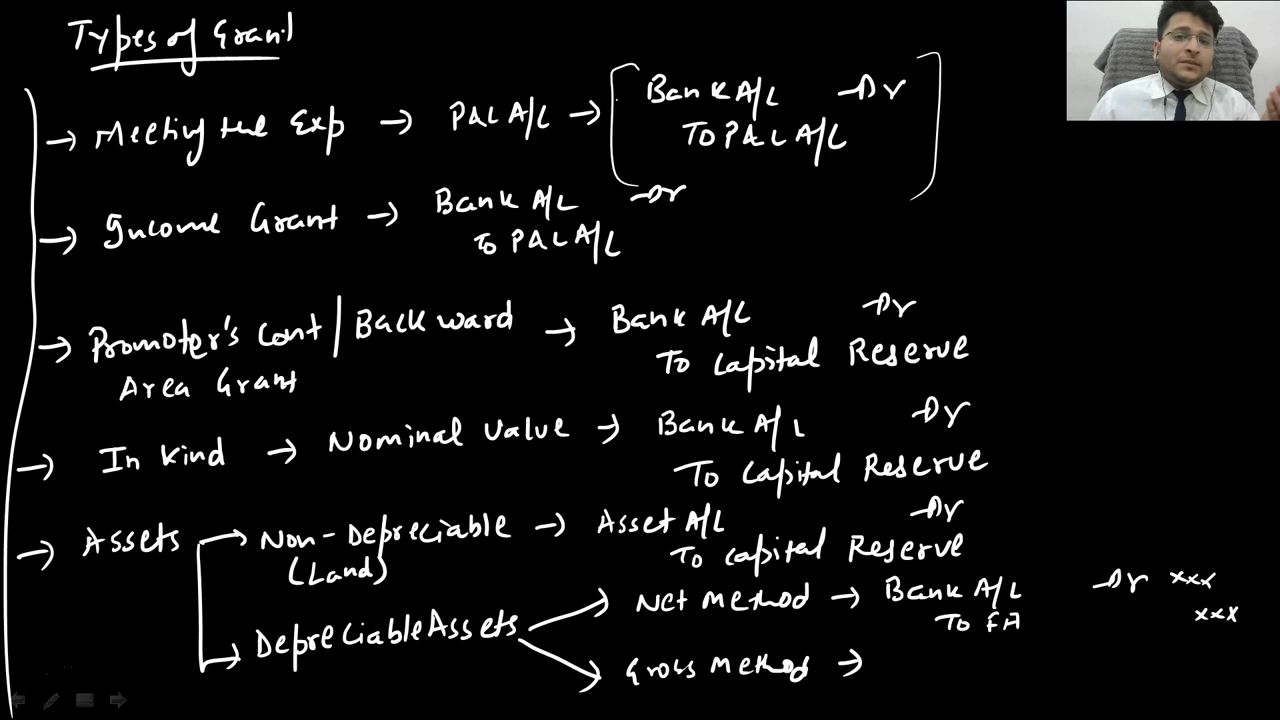 Types of Grant
→ Meeting the Exp → P&L A/L → [ Bank A/L Dr
To P&L A/L ]
→ Income Grant → Bank A/L Dr
To P&L A/L
→ Promoter's Cont / Backward → Bank A/L Dr
Area Grant To Capital Reserve
→ In Kind → Nominal Value → Bank A/L Dr
To Capital Reserve
→ Assets → Non-Depreciable → Asset A/L Dr
(Land) To Capital Reserve
→ Depreciable Assets → Net Method → Bank A/L Dr xxx
To FA xxx
→ Gross Method →